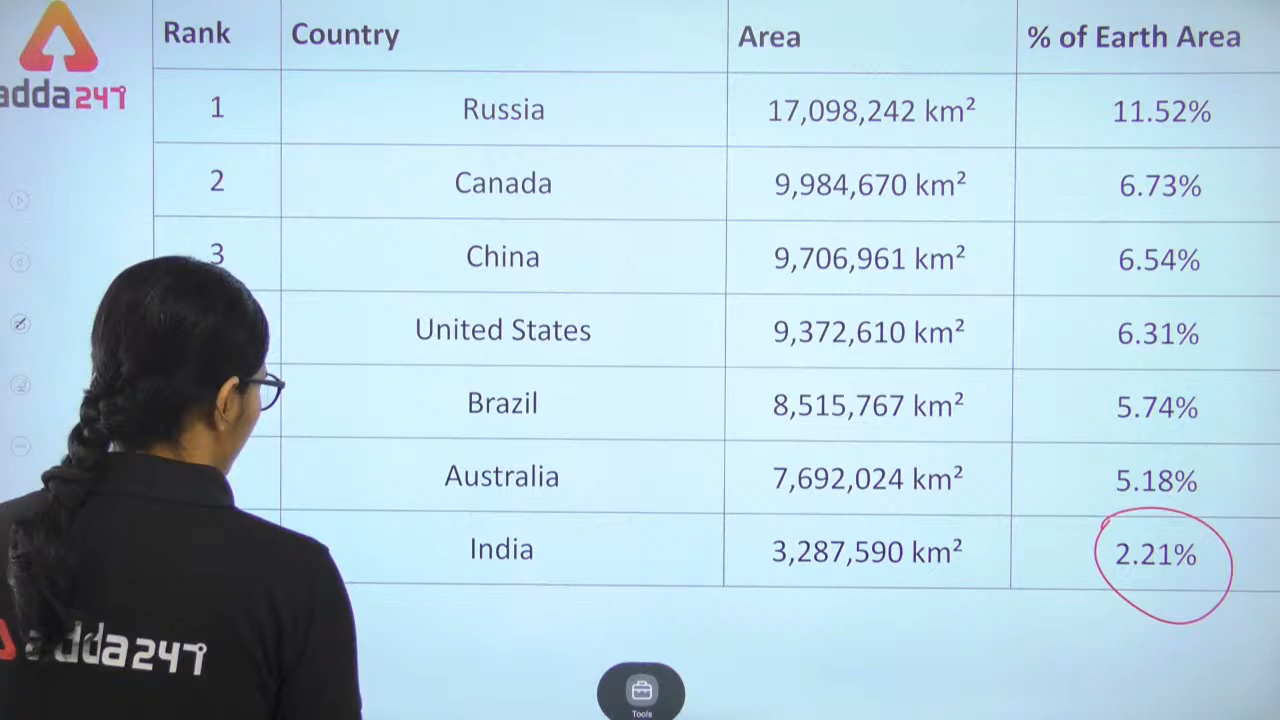 adda247
Rank Country Area % of Earth Area
1 Russia 17,098,242 km² 11.52%
2 Canada 9,984,670 km² 6.73%
3 China 9,706,961 km² 6.54%
United States 9,372,610 km² 6.31%
Brazil 8,515,767 km² 5.74%
Australia 7,692,024 km² 5.18%
India 3,287,590 km² 2.21%
adda247
Tools